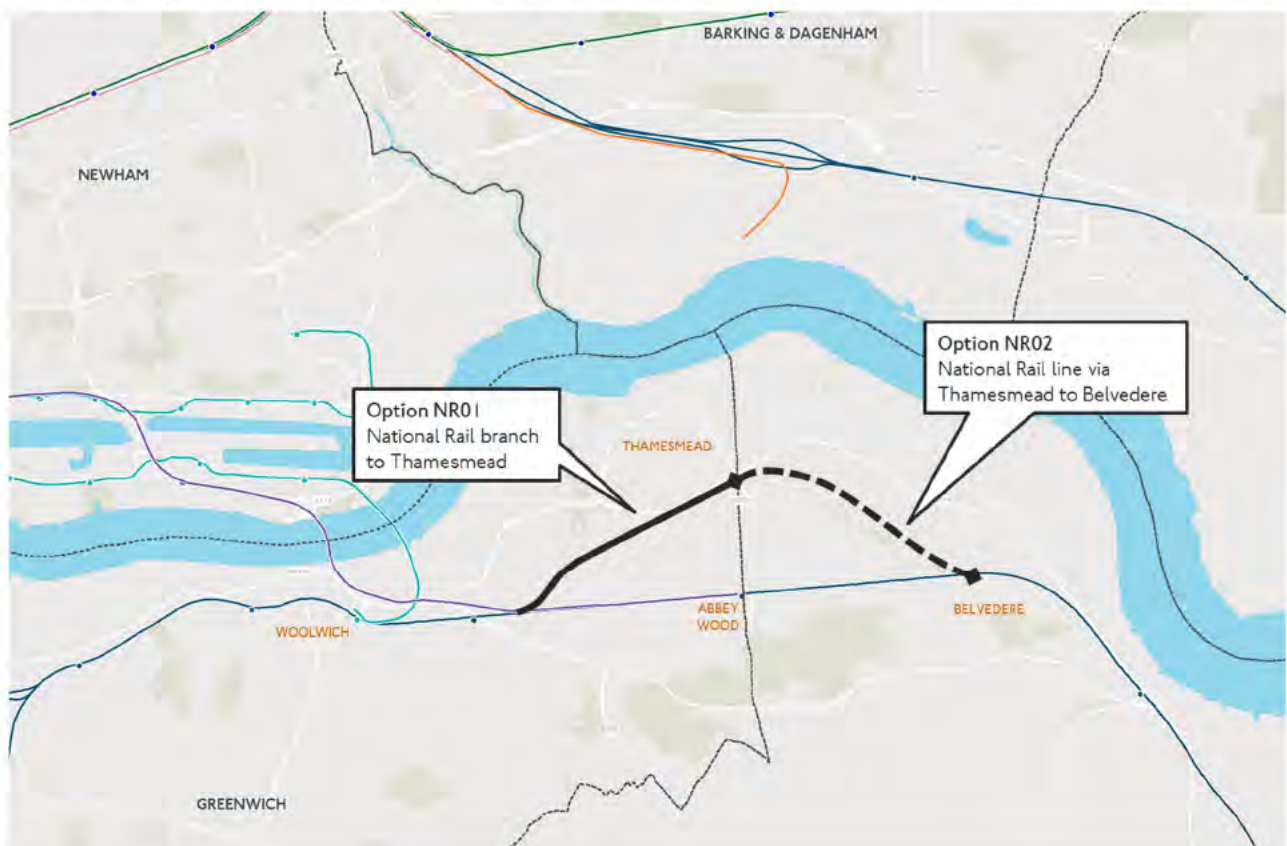 BARKING & DAGENHAM
NEWHAM
Option NR02
National Rail line via
Thamesmead to Belvedere
Option NR01
National Rail branch
to Thamesmead
THAMESMEAD
ABBEY
WOOD
BELVEDERE
WOOLWICH
GREENWICH